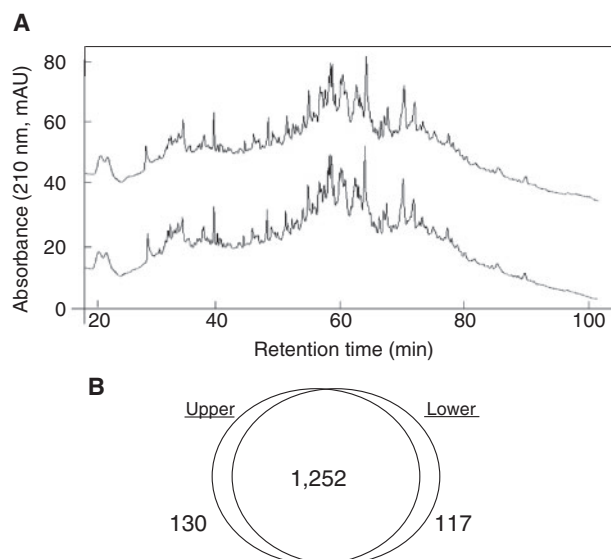 A
Absorbance (210 nm, mAU)
80
60
40
20
0
20 40 60 80 100
Retention time (min)
B
Upper Lower
1,252
130 117